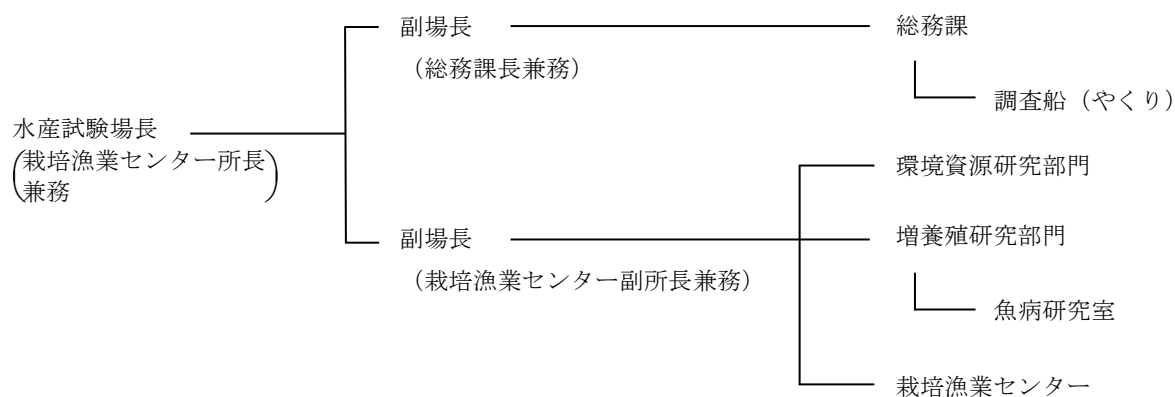 副場長
（総務課長兼務）
総務課
調査船（やくり）
水産試験場長
(栽培漁業センター所長
兼務)
環境資源研究部門
副場長
（栽培漁業センター副所長兼務）
増養殖研究部門
魚病研究室
栽培漁業センター